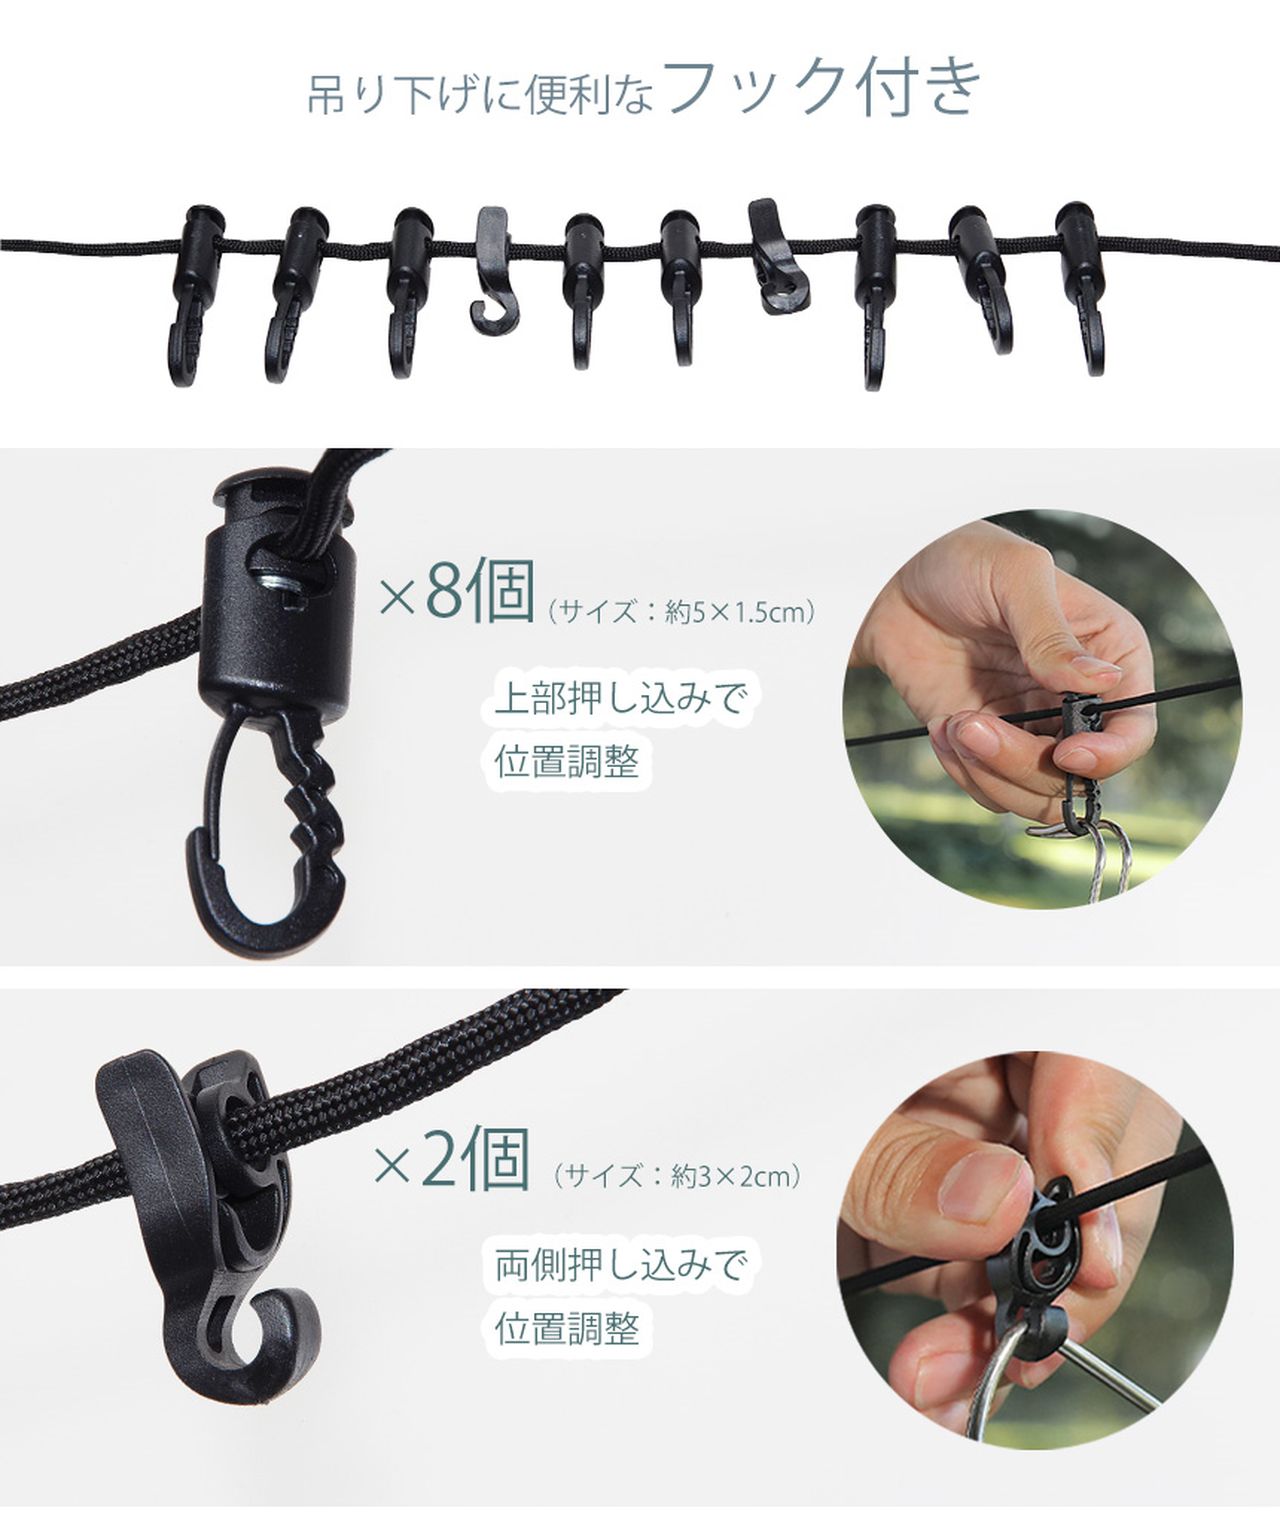 吊り下げに便利なフック付き
×8個（サイズ：約5×1.5cm）
上部押し込みで
位置調整
×2個（サイズ：約3×2cm）
両側押し込みで
位置調整